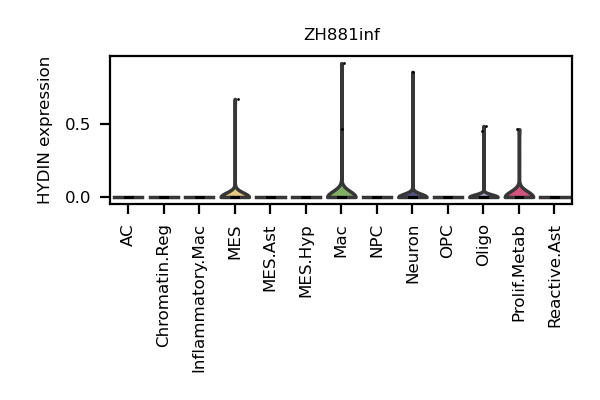 ZH881inf
HYDIN expression
0.5
0.0
AC
Chromatin.Reg
Inflammatory.Mac
MES
MES.Ast
MES.Hyp
Mac
NPC
Neuron
OPC
Oligo
Prolif.Metab
Reactive.Ast